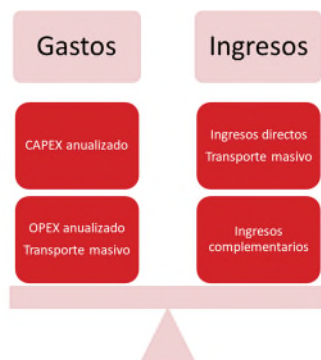 Gastos
Ingresos
CAPEX anualizado
Ingresos directos
Transporte masivo
OPEX anualizado
Transporte masivo
Ingresos
complementarios